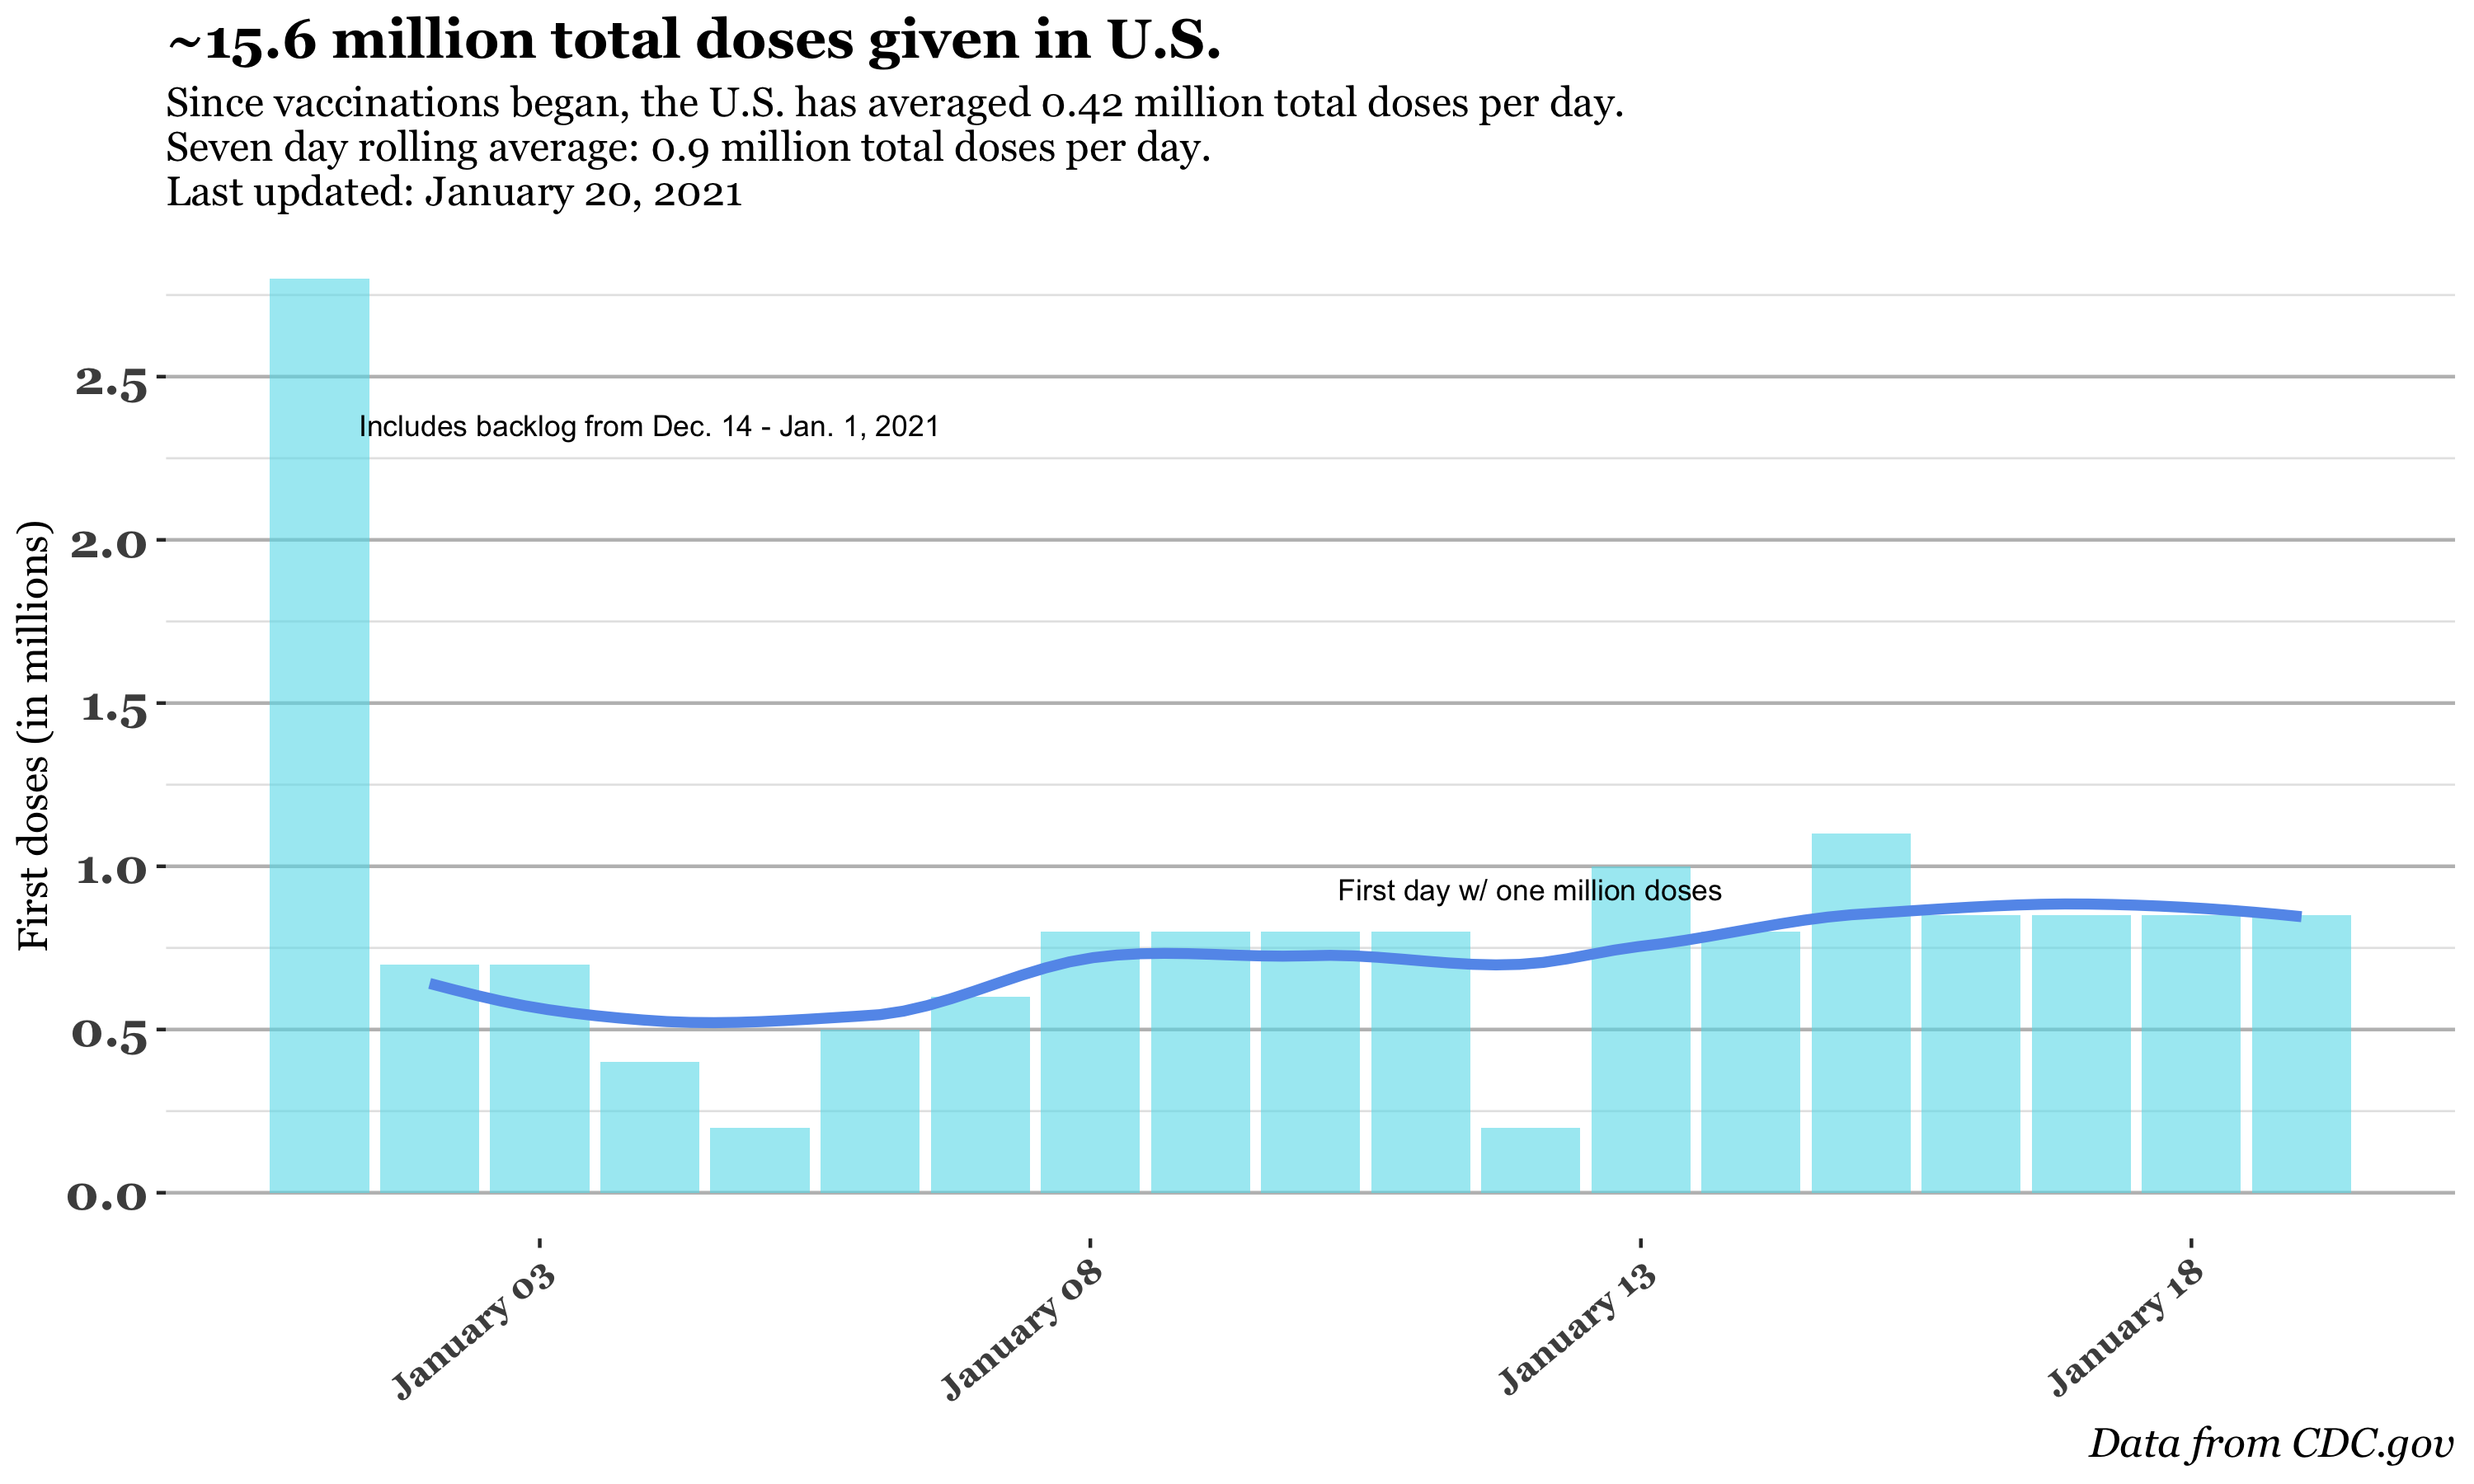 ~15.6 million total doses given in U.S.
Since vaccinations began, the U.S. has averaged 0.42 million total doses per day.
Seven day rolling average: 0.9 million total doses per day.
Last updated: January 20, 2021
First doses (in millions)
2.5
Includes backlog from Dec. 14 - Jan. 1, 2021
2.0
1.5
1.0
First day w/ one million doses
0.5
0.0
January 03
January 08
January 13
January 18
Data from CDC.gov